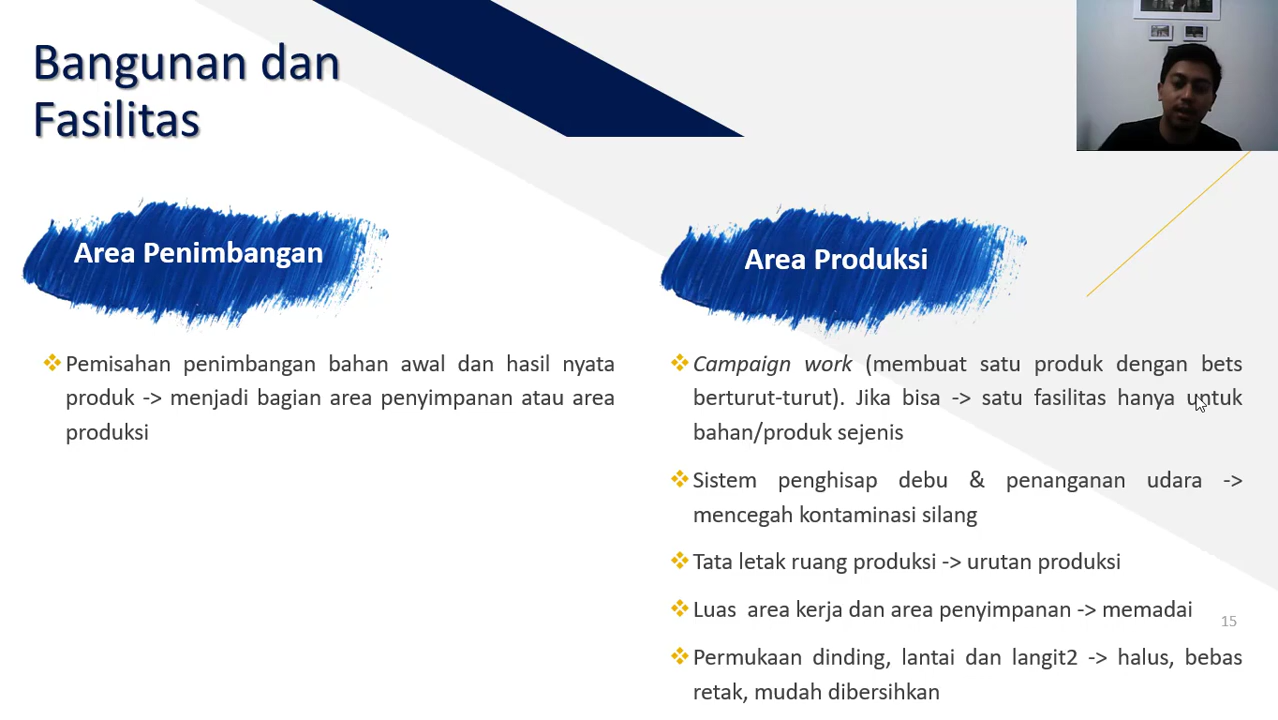 Bangunan dan
Fasilitas
Area Penimbangan
❖ Pemisahan penimbangan bahan awal dan hasil nyata
produk -> menjadi bagian area penyimpanan atau area
produksi
Area Produksi
❖ Campaign work (membuat satu produk dengan bets
berturut-turut). Jika bisa -> satu fasilitas hanya untuk
bahan/produk sejenis
❖ Sistem penghisap debu & penanganan udara ->
mencegah kontaminasi silang
❖ Tata letak ruang produksi -> urutan produksi
❖ Luas  area kerja dan area penyimpanan -> memadai
❖ Permukaan dinding, lantai dan langit2 -> halus, bebas
retak, mudah dibersihkan
15